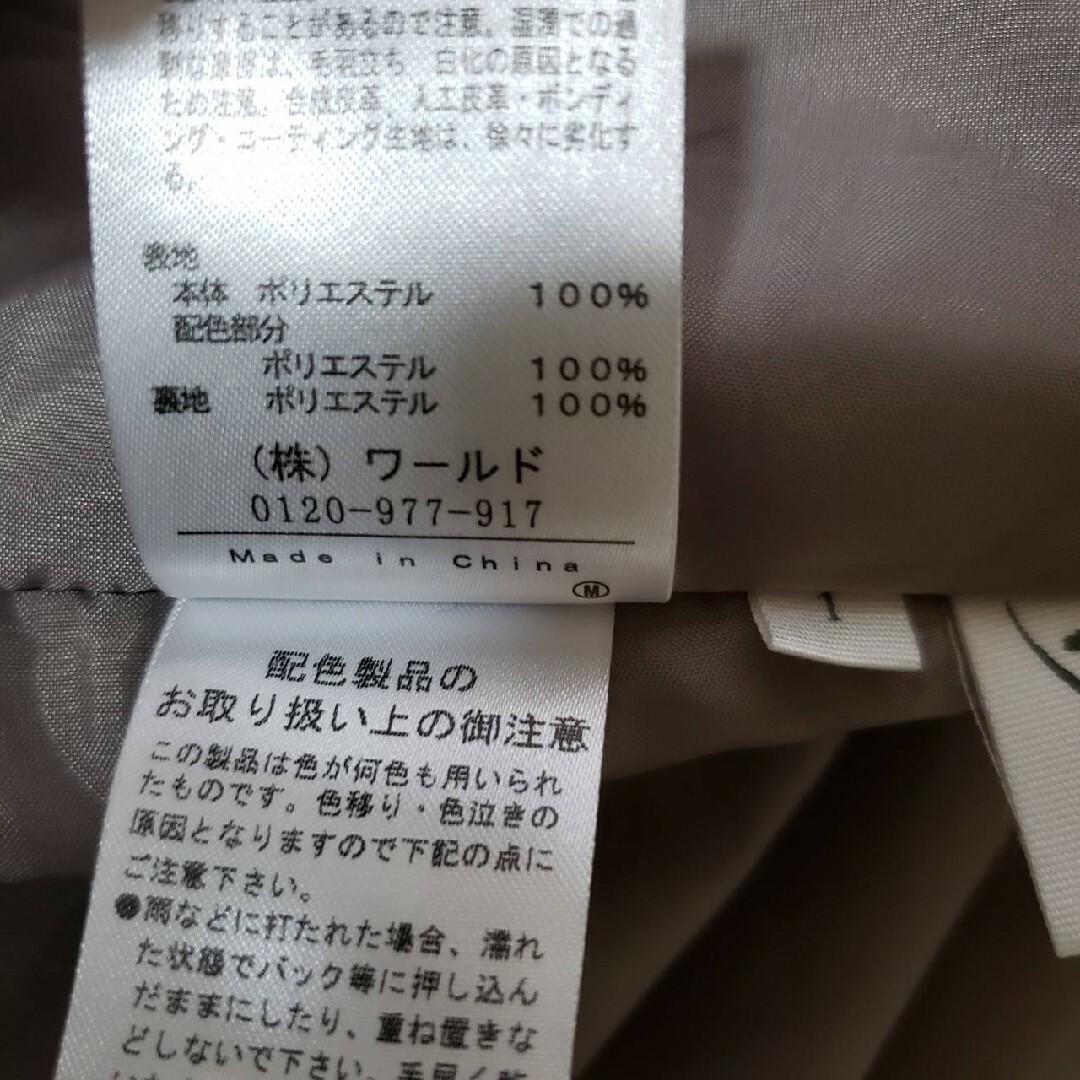 移りすることがあるので注意。湿潤での過
は、毛羽立ち 白化の原因となる
ため注意。合成皮革、人工皮革・ボンディ
ング・コーティング生地は、徐々に劣化す
る。
表地
本体 ポリエステル 100%
配色部分
ポリエステル 100%
裏地 ポリエステル 100%
(株) ワールド
0120-977-917
Made in China
M
1
配色製品の
お取り扱い上の御注意
この製品は色が何色も用いられ
たものです。色移り・色泣きの
原因となりますので下記の点に
ご注意下さい。
●雨などに打たれた場合、濡れ
た状態でバック等に押し込ん
だままにしたり、重ね置きな
どしないで下さい。手早く乾